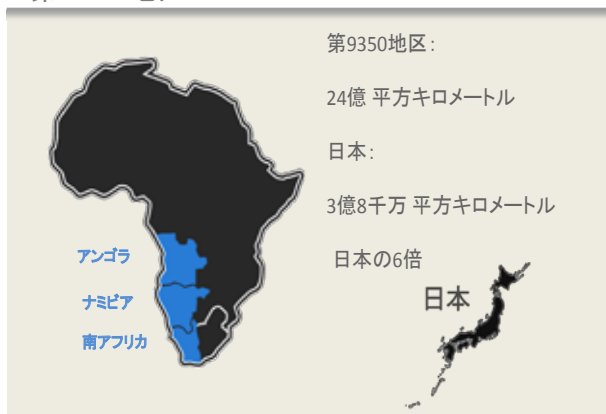 第9350地区:
24億 平方キロメートル
日本:
3億8千万 平方キロメートル
日本の6倍
アンゴラ
ナミビア
南アフリカ
日本